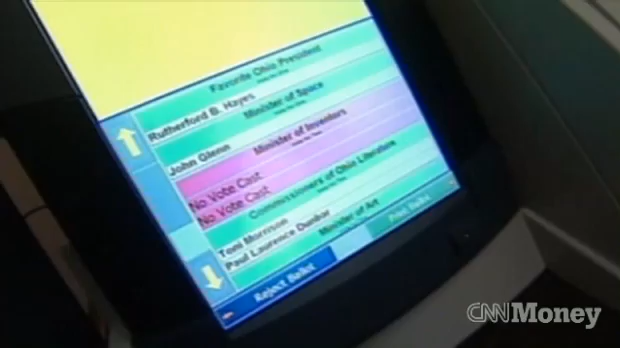 Favorite Ohio President
Rutherford B. Hayes
Minister of Space
John Glenn
Minister of Inventors
No Vote Cast
No Vote Cast
Commissioners of Ohio Literature
Toni Morrison
Paul Laurence Dunbar
Minister of Art
Reject Ballot
Print Ballot
CNNMoney